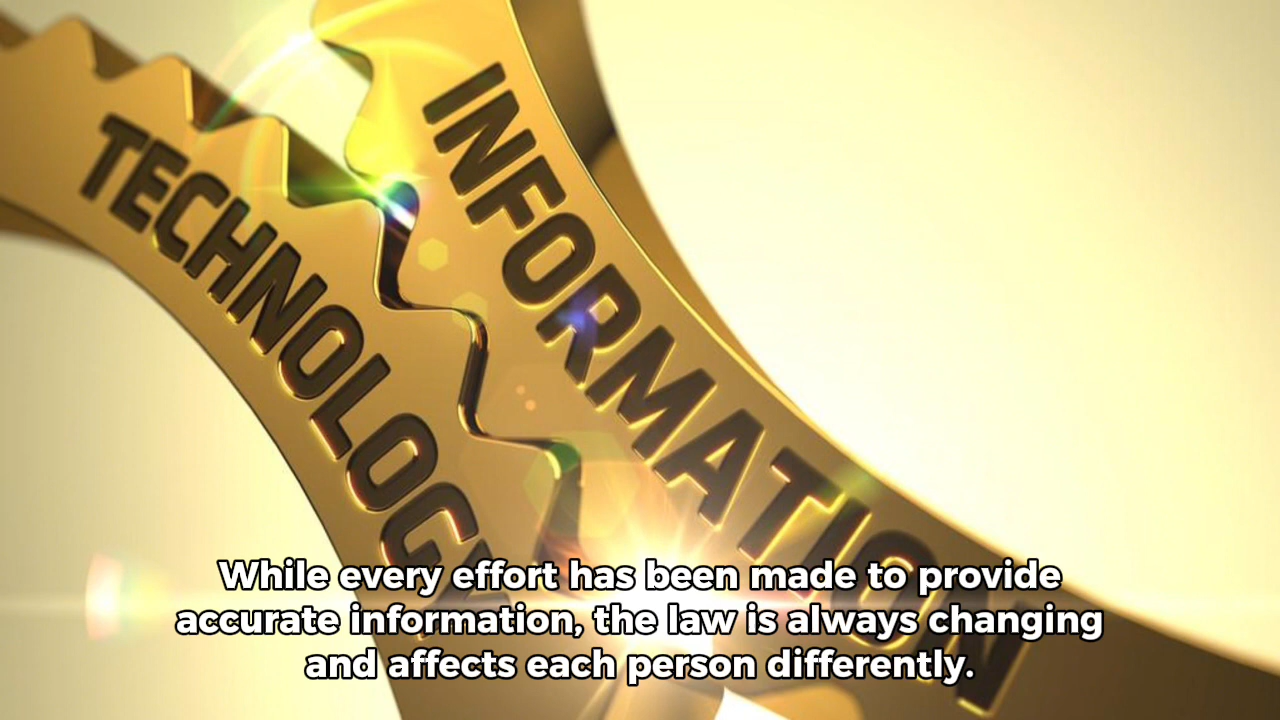 INFORMATION
TECHNOLOGY
While every effort has been made to provide
accurate information, the law is always changing
and affects each person differently.